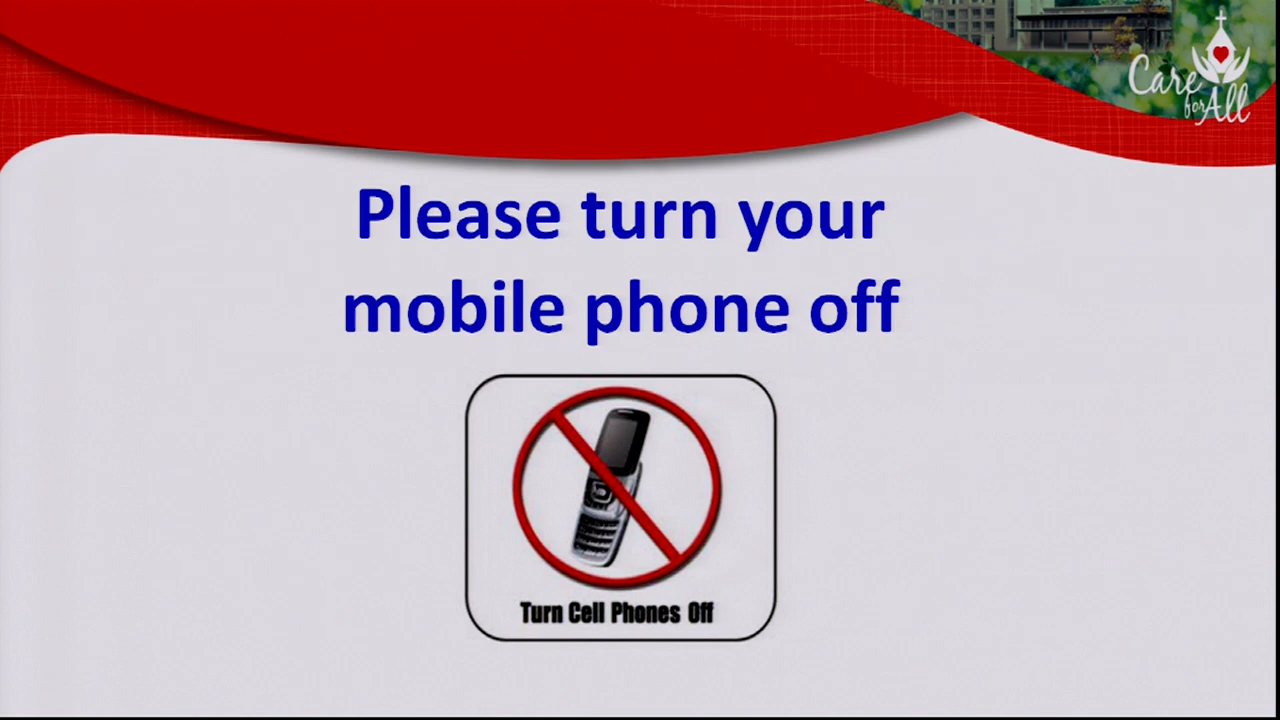 Care
for All
Please turn your
mobile phone off
Turn Cell Phones Off